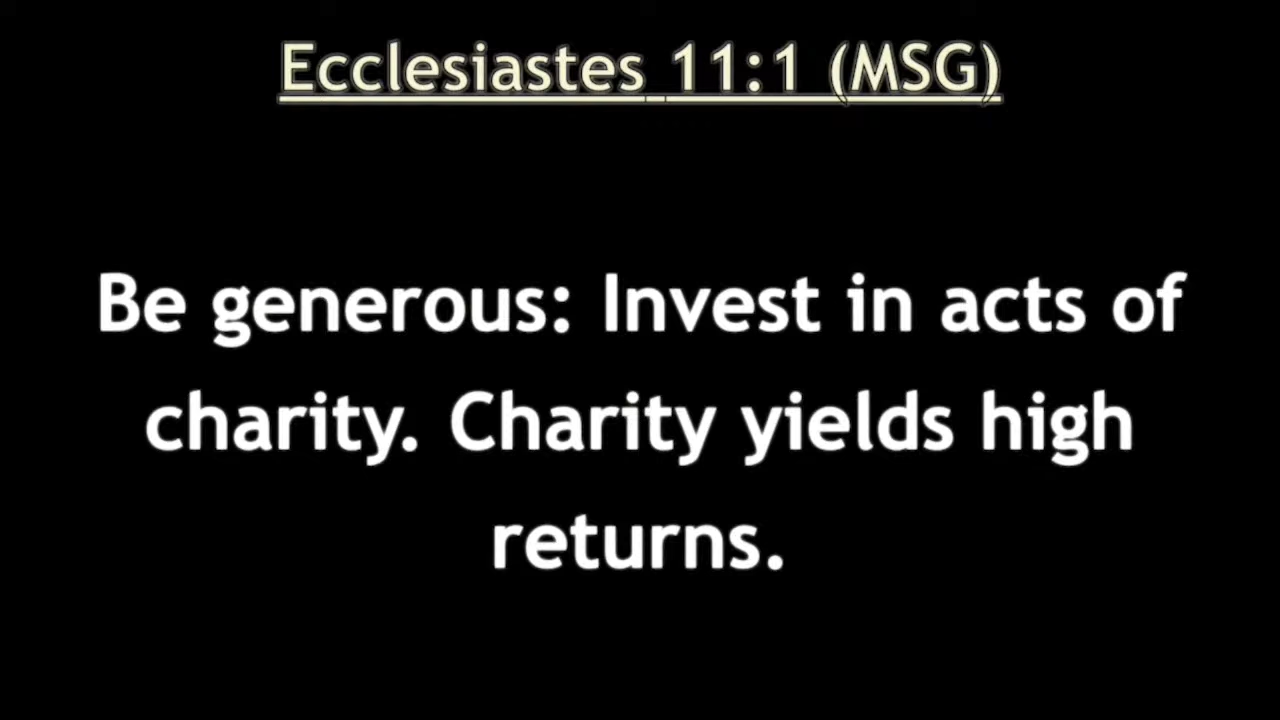 Ecclesiastes 11:1 (MSG)
Be generous: Invest in acts of
charity. Charity yields high
returns.